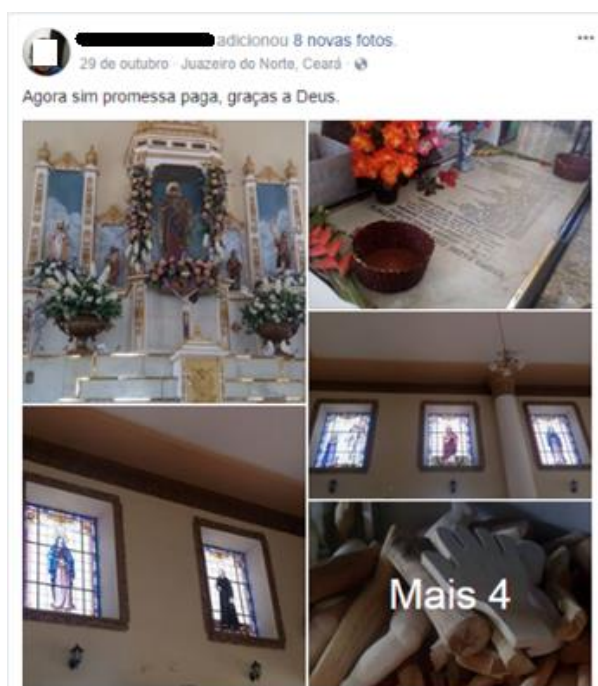 adicionou 8 novas fotos.
29 de outubro · Juazeiro do Norte, Ceará ·
Agora sim promessa paga, graças a Deus.
Mais 4